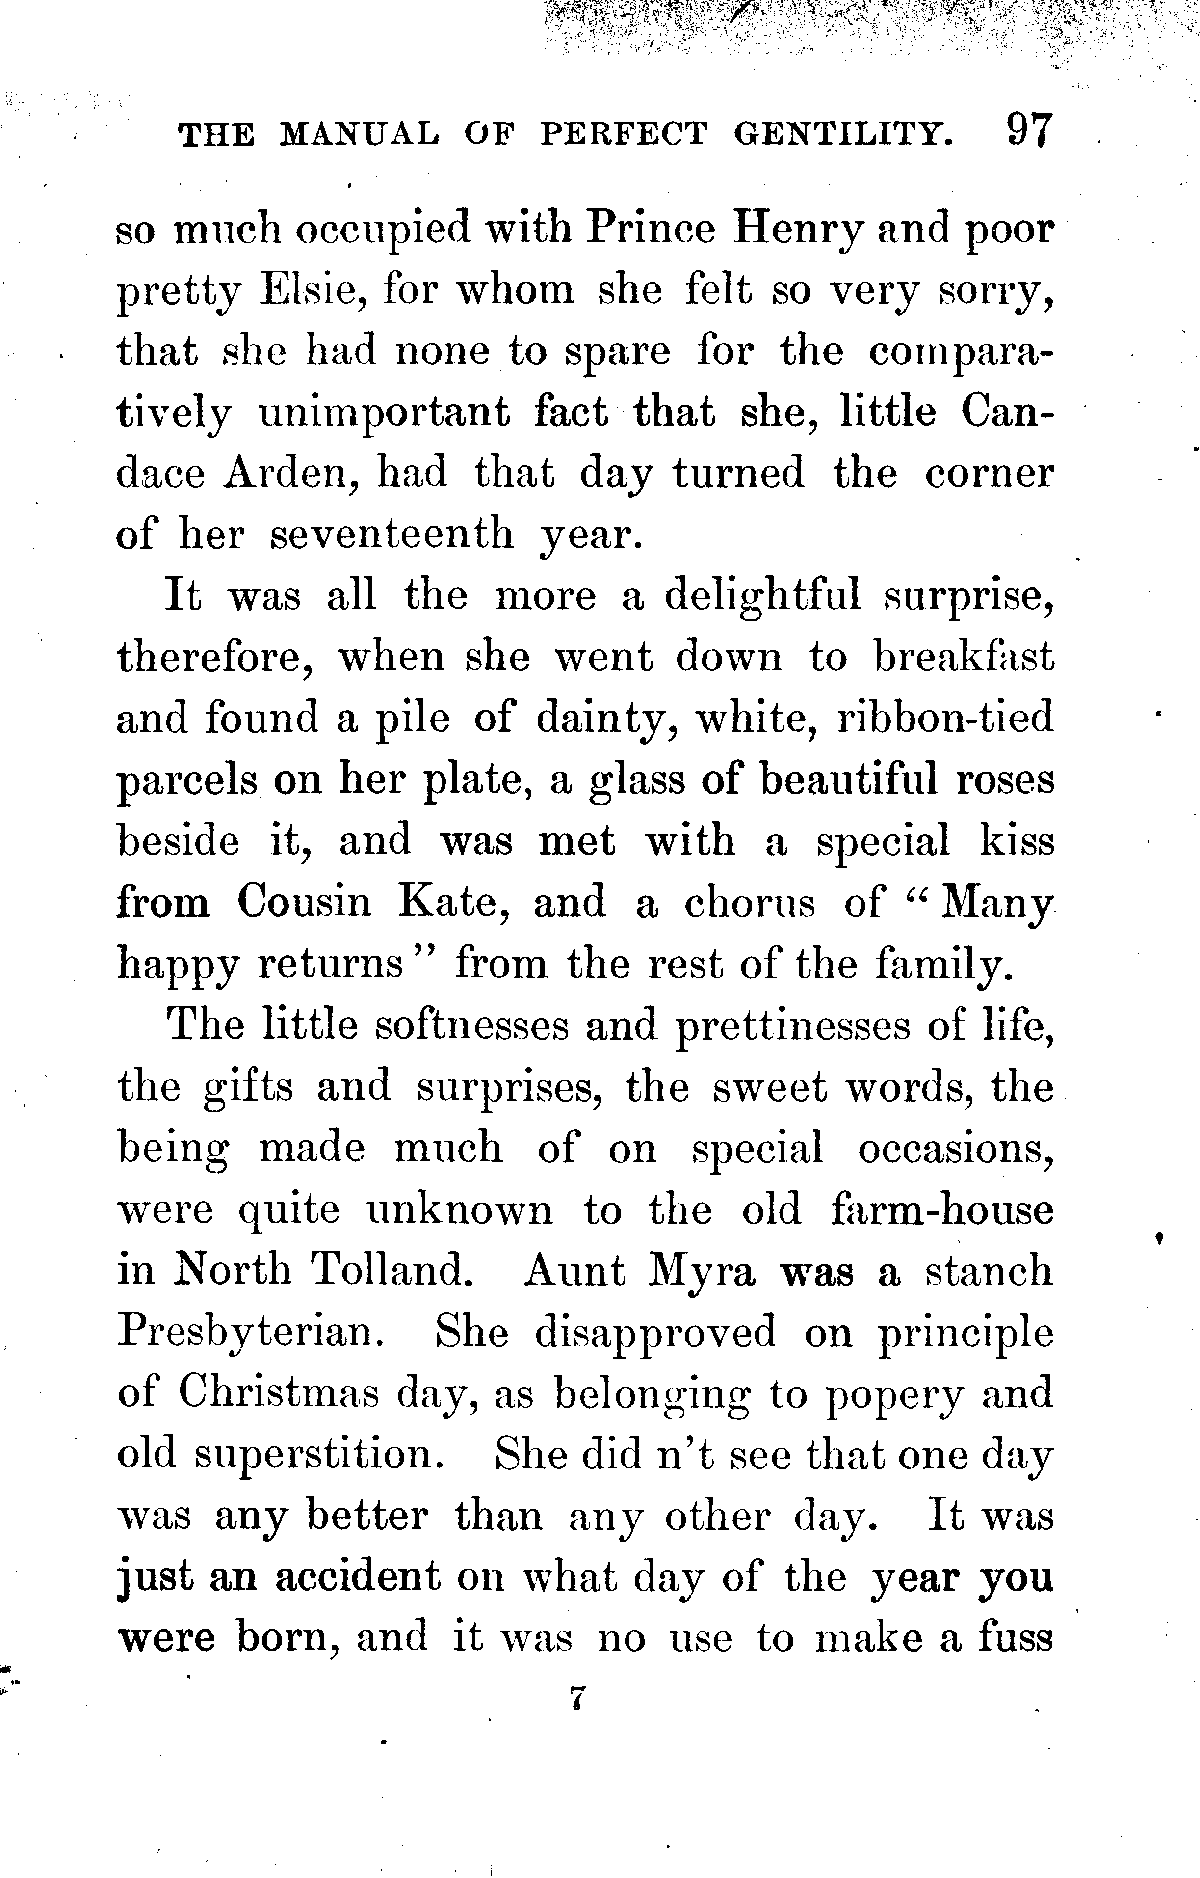 THE MANUAL OF PERFECT GENTILITY. 97
so much occupied with Prince Henry and poor
pretty Elsie, for whom she felt so very sorry,
that she had none to spare for the compara-
tively unimportant fact that she, little Can-
dace Arden, had that day turned the corner
of her seventeenth year.
It was all the more a delightful surprise,
therefore, when she went down to breakfast
and found a pile of dainty, white, ribbon-tied
parcels on her plate, a glass of beautiful roses
beside it, and was met with a special kiss
from Cousin Kate, and a chorus of “ Many
happy returns ” from the rest of the family.
The little softnesses and prettinesses of life,
the gifts and surprises, the sweet words, the
being made much of on special occasions,
were quite unknown to the old farm-house
in North Tolland. Aunt Myra was a stanch
Presbyterian. She disapproved on principle
of Christmas day, as belonging to popery and
old superstition. She did n’t see that one day
was any better than any other day. It was
just an accident on what day of the year you
were born, and it was no use to make a fuss
7